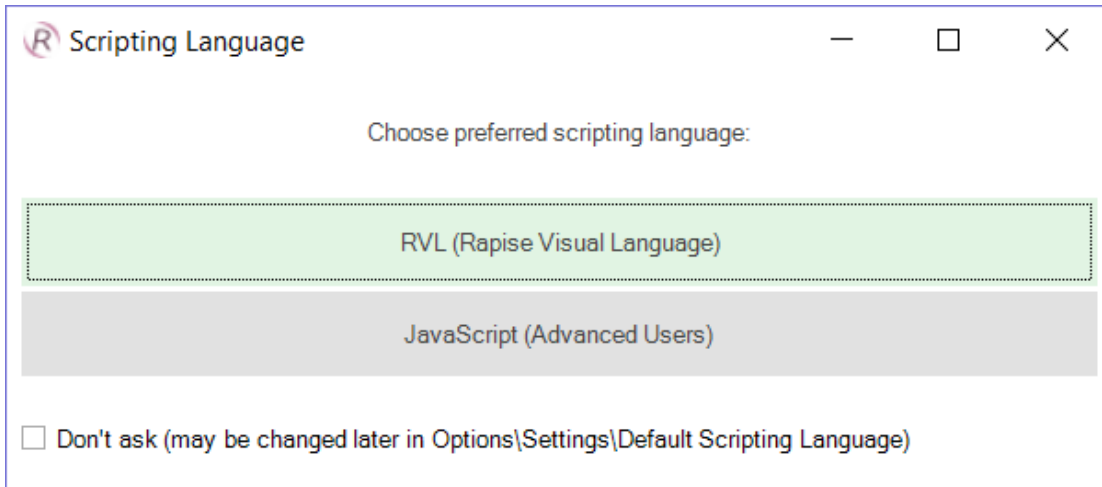 R Scripting Language
Choose preferred scripting language:
RVL (Rapise Visual Language)
JavaScript (Advanced Users)
Don't ask (may be changed later in Options\Settings\Default Scripting Language)